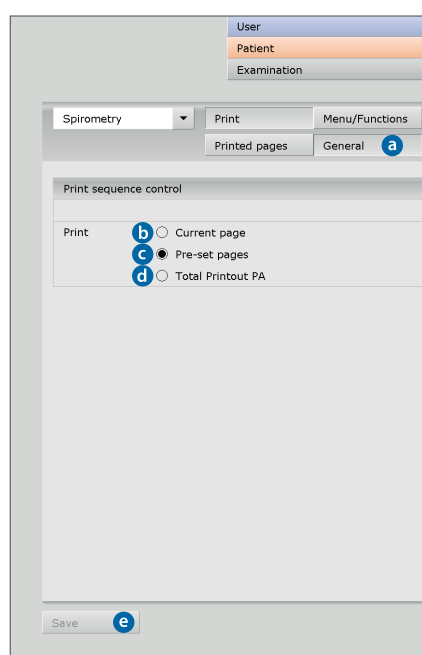 User
Patient
Examination
Spirometry Print Menu/Functions
Printed pages General a
Print sequence control
Print b Current page
c Pre-set pages
d Total Printout PA
Save e